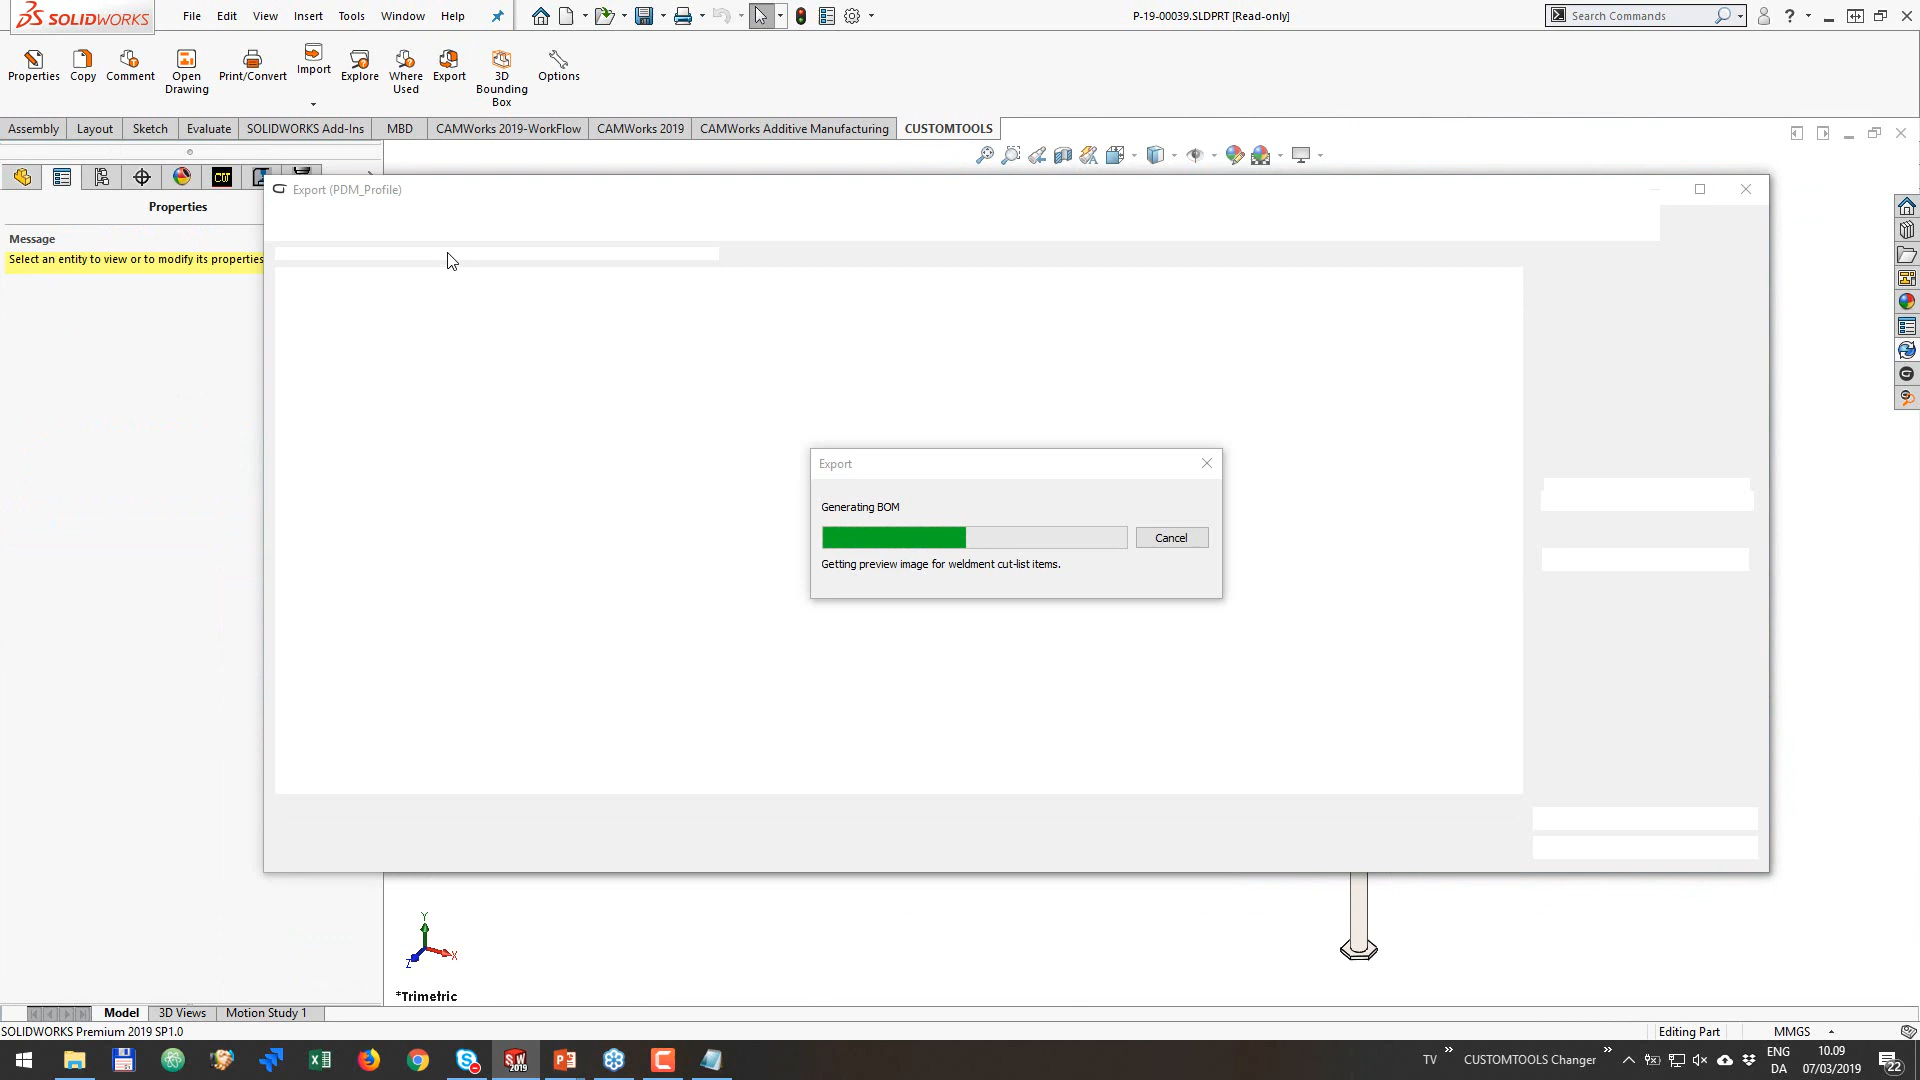 SOLIDWORKS
File Edit View Insert Tools Window Help
P-19-00039.SLDPRT [Read-only]
Search Commands
?
Properties Copy Comment Open Drawing Print/Convert Import Explore Where Used Export 3D Bounding Box Options
Assembly Layout Sketch Evaluate SOLIDWORKS Add-Ins MBD CAMWorks 2019-WorkFlow CAMWorks 2019 CAMWorks Additive Manufacturing CUSTOMTOOLS
Properties
Message
Select an entity to view or to modify its properties
Export (PDM_Profile)
Export
Generating BOM
Cancel
Getting preview image for weldment cut-list items.
Y
X
Z
*Trimetric
Model 3D Views Motion Study 1
SOLIDWORKS Premium 2019 SP1.0
Editing Part
MMGS
TV
CUSTOMTOOLS Changer
ENG
DA
10.09
07/03/2019
22